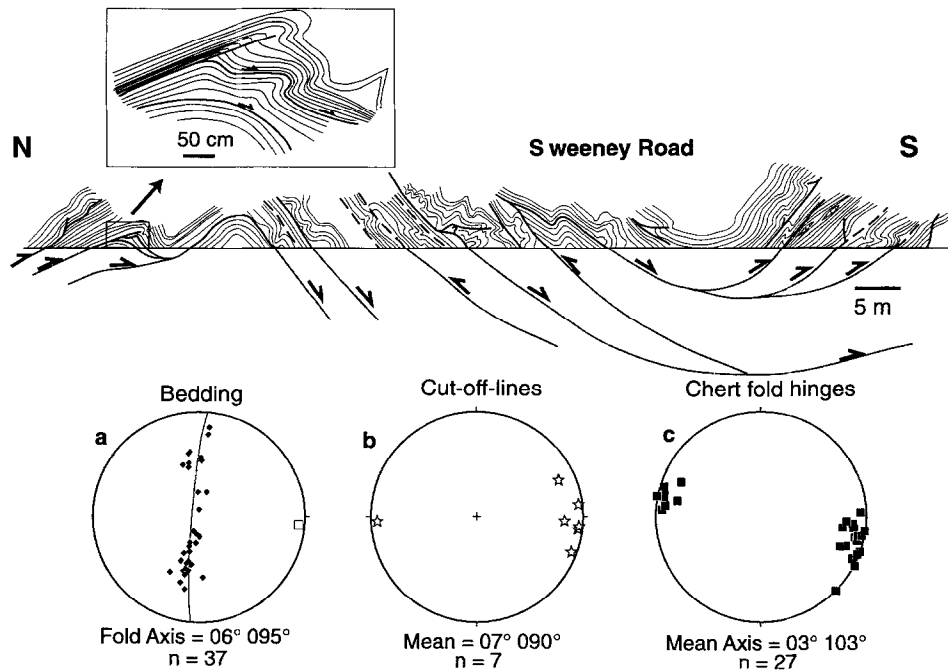 50 cm
N
Sweeney Road
S
5 m
Bedding
Cut-off-lines
Chert fold hinges
a
b
c
Fold Axis = 06° 095°
n = 37
Mean = 07° 090°
n = 7
Mean Axis = 03° 103°
n = 27